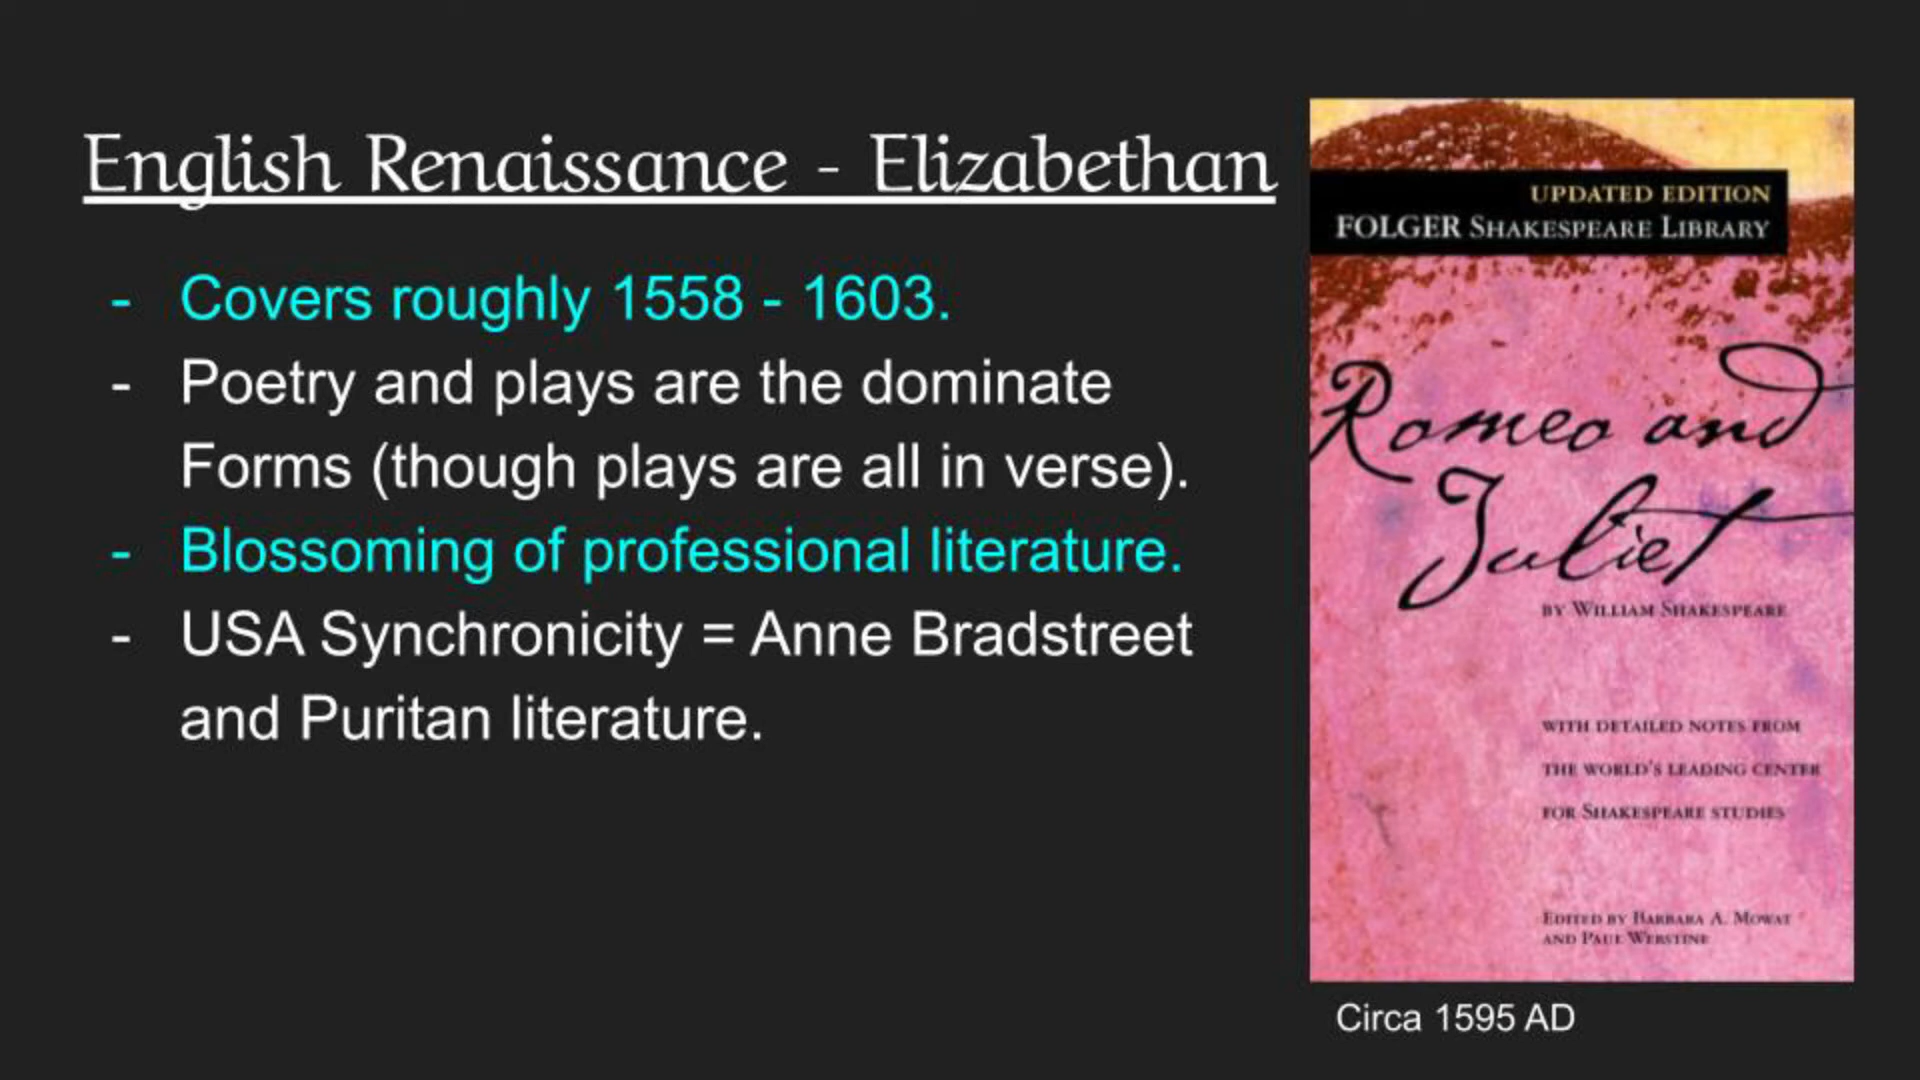 English Renaissance - Elizabethan
- Covers roughly 1558 - 1603.
- Poetry and plays are the dominate
Forms (though plays are all in verse).
- Blossoming of professional literature.
- USA Synchronicity = Anne Bradstreet
and Puritan literature.
UPDATED EDITION
FOLGER SHAKESPEARE LIBRARY
Romeo and
Juliet
BY WILLIAM SHAKESPEARE
WITH DETAILED NOTES FROM
THE WORLD'S LEADING CENTER
FOR SHAKESPEARE STUDIES
EDITED BY BARBARA A. MOWAT
AND PAUL WERSTINE
Circa 1595 AD